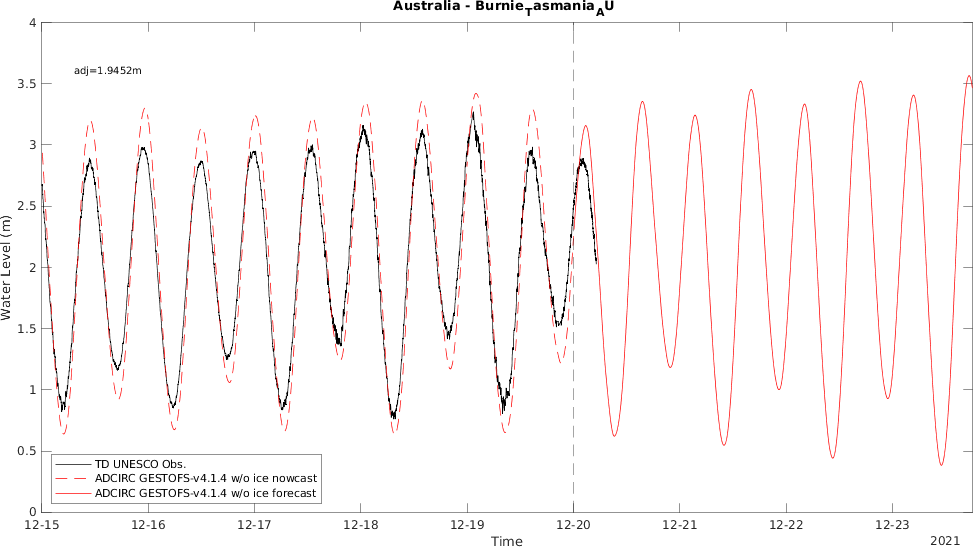 Australia - Burnie_Tasmania_AU
4
adj=1.9452m
3.5
3
2.5
2
1.5
1
0.5
0
Water Level (m)
TD UNESCO Obs.
ADCIRC GESTOFS-v4.1.4 w/o ice nowcast
ADCIRC GESTOFS-v4.1.4 w/o ice forecast
12-15 12-16 12-17 12-18 12-19 12-20 12-21 12-22 12-23
Time
2021